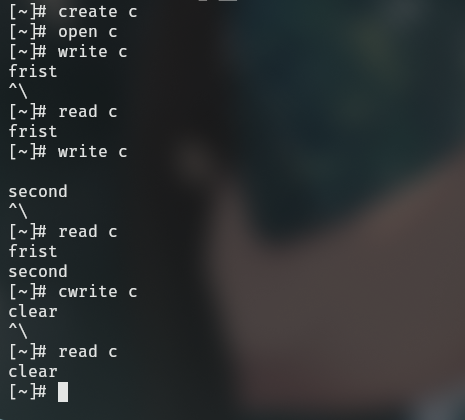 [~]# create c
[~]# open c
[~]# write c
frist
^\
[~]# read c
frist
[~]# write c

second
^\
[~]# read c
frist
second
[~]# cwrite c
clear
^\
[~]# read c
clear
[~]#